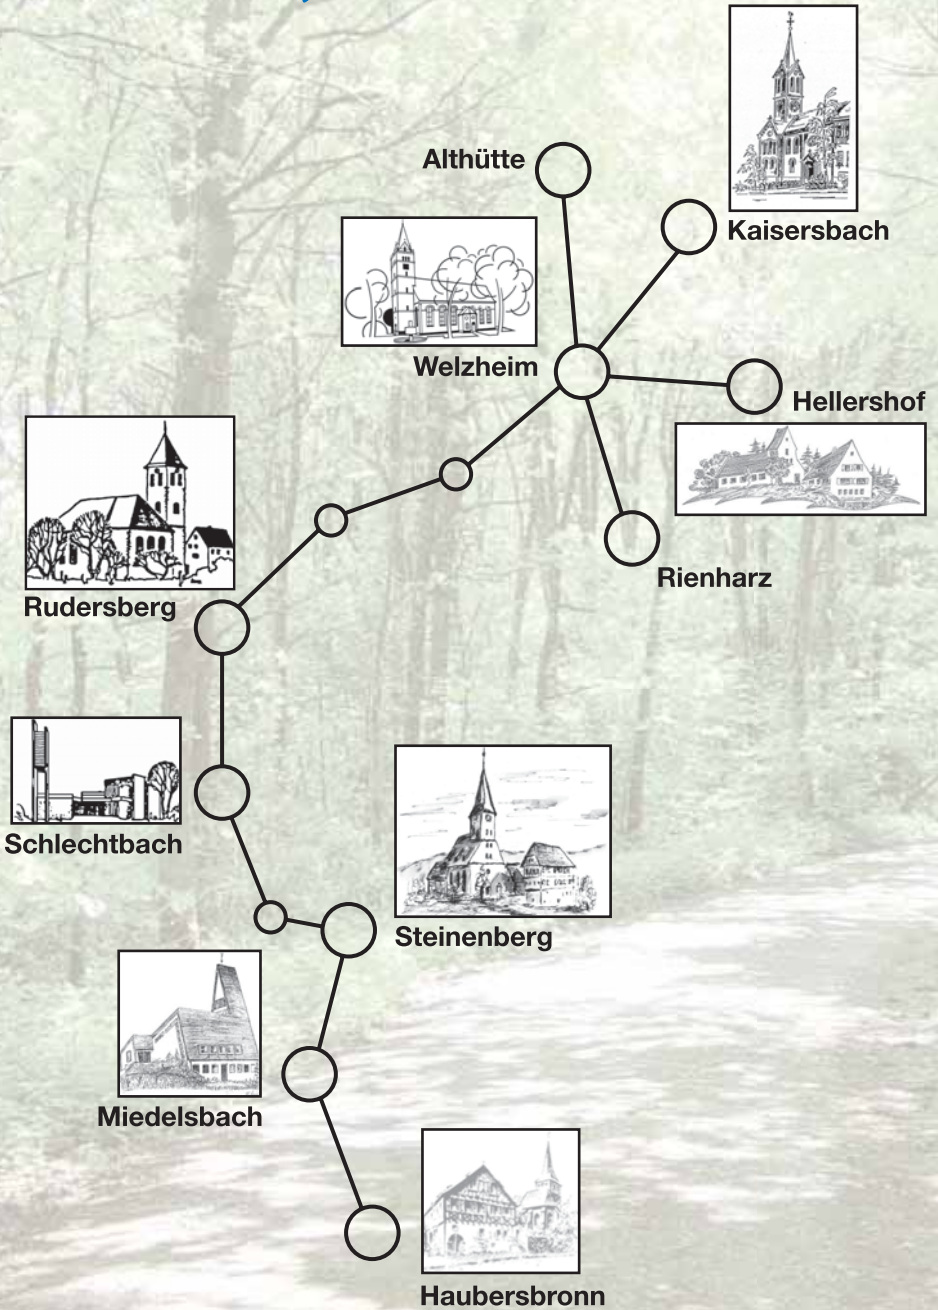 Althütte
Kaisersbach
Welzheim
Hellershof
Rienharz
Rudersberg
Schlechtbach
Steinenberg
Miedelsbach
Haubersbronn